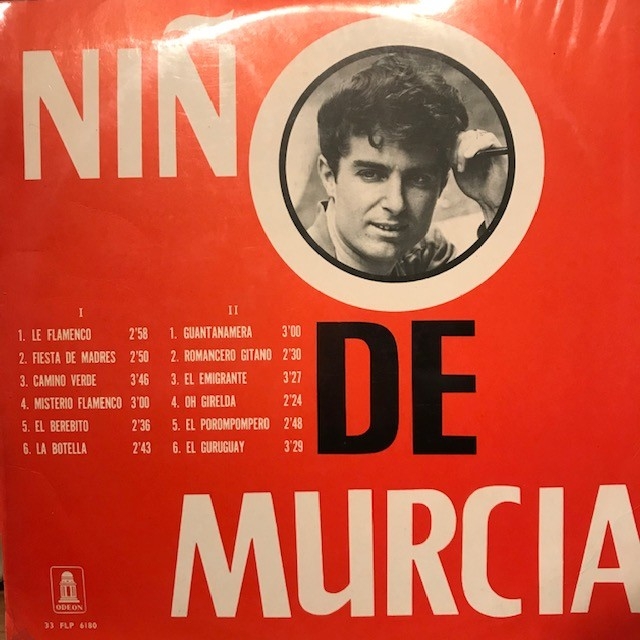 NIÑO
DE
MURCIA
I
1. LE FLAMENCO 2'58
2. FIESTA DE MADRES 2'50
3. CAMINO VERDE 3'46
4. MISTERIO FLAMENCO 3'00
5. EL BEREBITO 2'36
6. LA BOTELLA 2'43
II
1. GUANTANAMERA 3'00
2. ROMANCERO GITANO 2'30
3. EL EMIGRANTE 3'27
4. OH GIRELDA 2'24
5. EL POROMPOMPERO 2'48
6. EL GURUGUAY 3'29
ODEON
33 FLP 6180